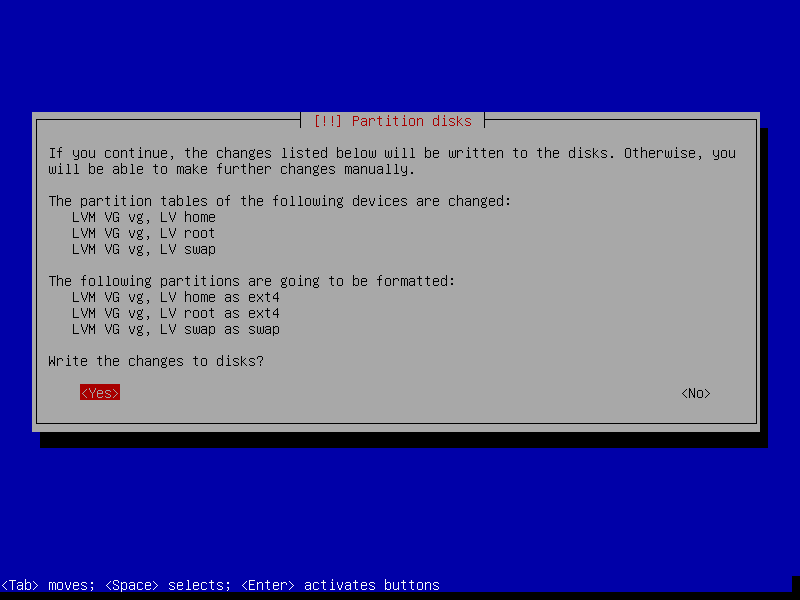 [!!] Partition disks
If you continue, the changes listed below will be written to the disks. Otherwise, you
will be able to make further changes manually.
The partition tables of the following devices are changed:
LVM VG vg, LV home
LVM VG vg, LV root
LVM VG vg, LV swap
The following partitions are going to be formatted:
LVM VG vg, LV home as ext4
LVM VG vg, LV root as ext4
LVM VG vg, LV swap as swap
Write the changes to disks?
<Yes> <No>
<Tab> moves; <Space> selects; <Enter> activates buttons